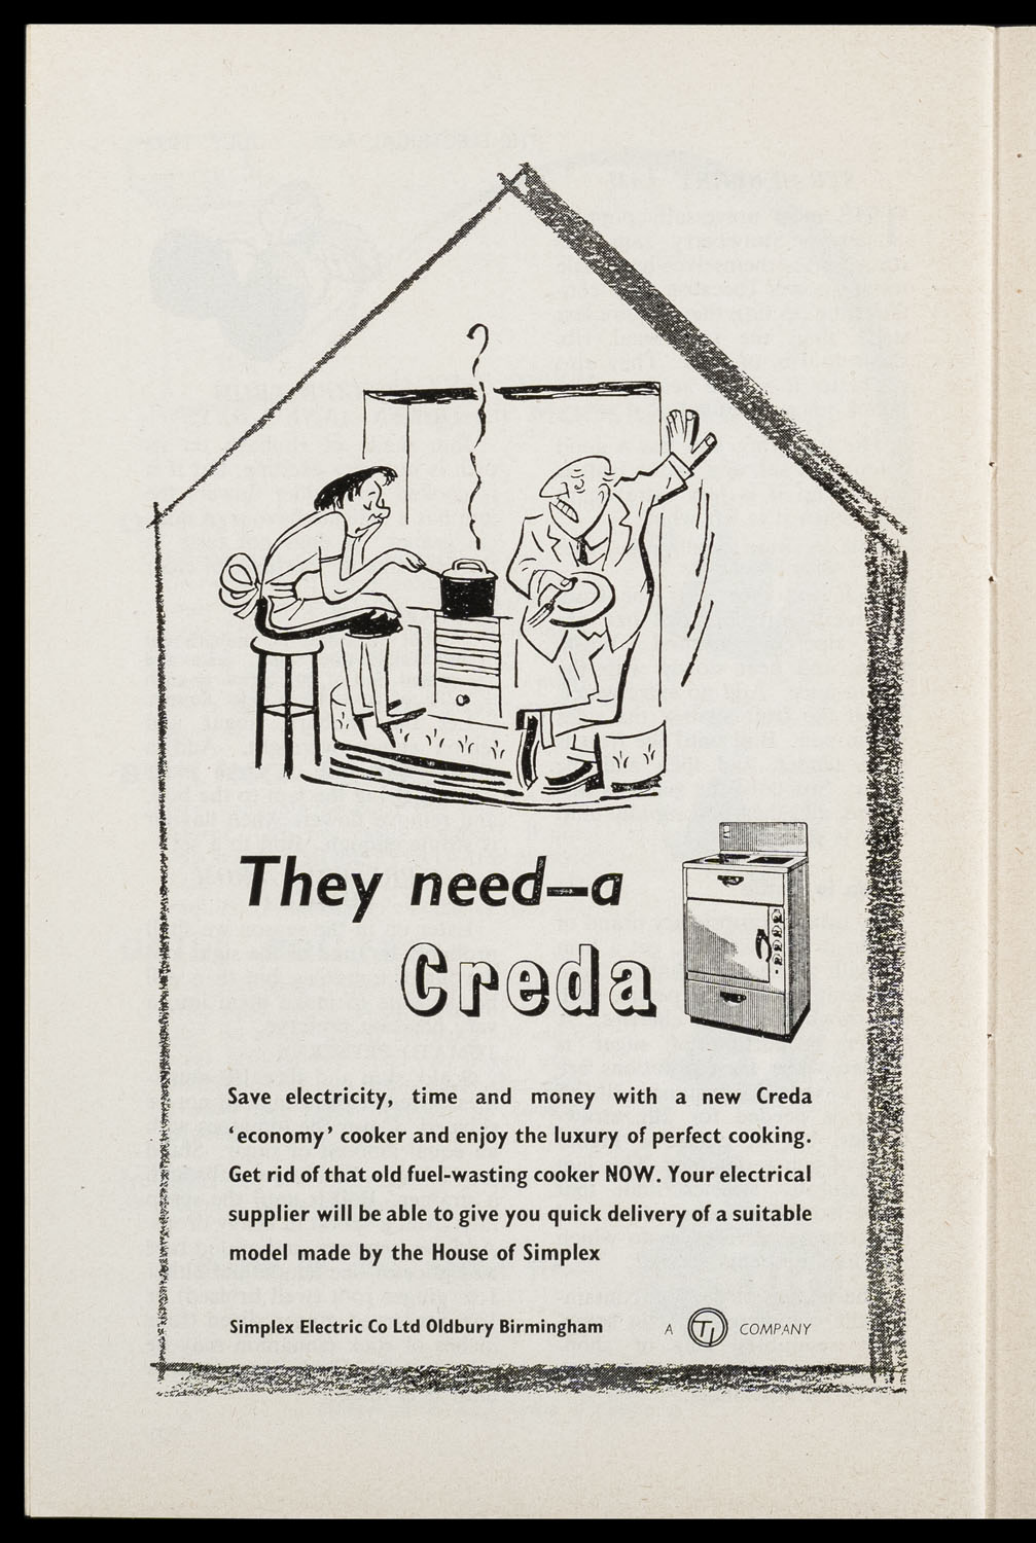 They need—a
Creda
Save electricity, time and money with a new Creda
‘economy’ cooker and enjoy the luxury of perfect cooking.
Get rid of that old fuel-wasting cooker NOW. Your electrical
supplier will be able to give you quick delivery of a suitable
model made by the House of Simplex
Simplex Electric Co Ltd Oldbury Birmingham A TI COMPANY